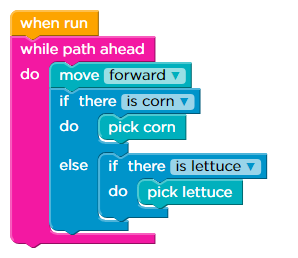 when run
while path ahead
do move forward ▼
if there is corn ▼
do pick corn
else if there is lettuce ▼
do pick lettuce